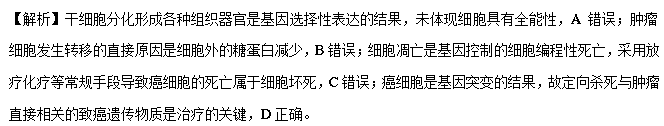 【解析】干细胞分化形成各种组织器官是基因选择性表达的结果，未体现细胞具有全能性，A 错误；肿瘤
细胞发生转移的直接原因是细胞外的糖蛋白减少，B 错误；细胞凋亡是基因控制的细胞编程性死亡，采用放
疗化疗等常规手段导致癌细胞的死亡属于细胞坏死，C 错误；癌细胞是基因突变的结果，故定向杀死与肿瘤
直接相关的致癌遗传物质是治疗的关键，D 正确。